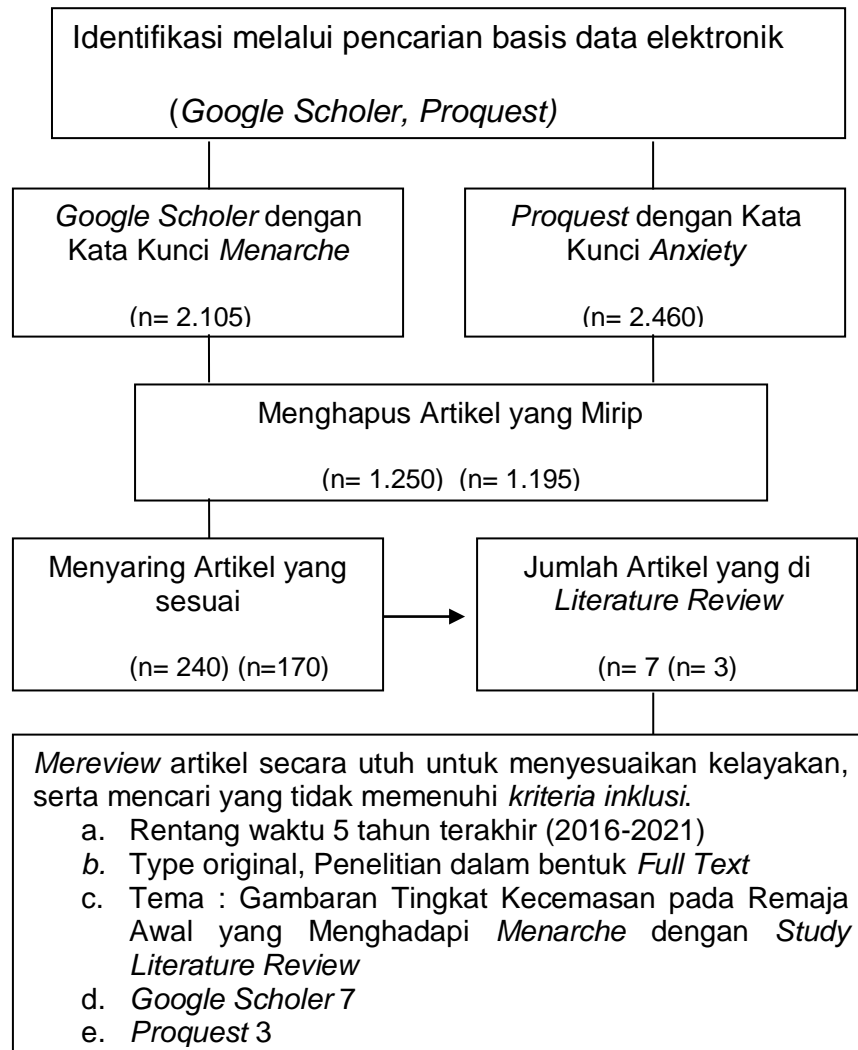 Identifikasi melalui pencarian basis data elektronik
(Google Scholer, Proquest)
Google Scholer dengan
Kata Kunci Menarche
(n= 2.105)
Proquest dengan Kata
Kunci Anxiety
(n= 2.460)
Menghapus Artikel yang Mirip
(n= 1.250) (n= 1.195)
Menyaring Artikel yang
sesuai
(n= 240) (n=170)
Jumlah Artikel yang di
Literature Review
(n= 7 (n= 3)
Mereview artikel secara utuh untuk menyesuaikan kelayakan,
serta mencari yang tidak memenuhi kriteria inklusi.
a. Rentang waktu 5 tahun terakhir (2016-2021)
b. Type original, Penelitian dalam bentuk Full Text
c. Tema : Gambaran Tingkat Kecemasan pada Remaja
Awal yang Menghadapi Menarche dengan Study
Literature Review
d. Google Scholer 7
e. Proquest 3